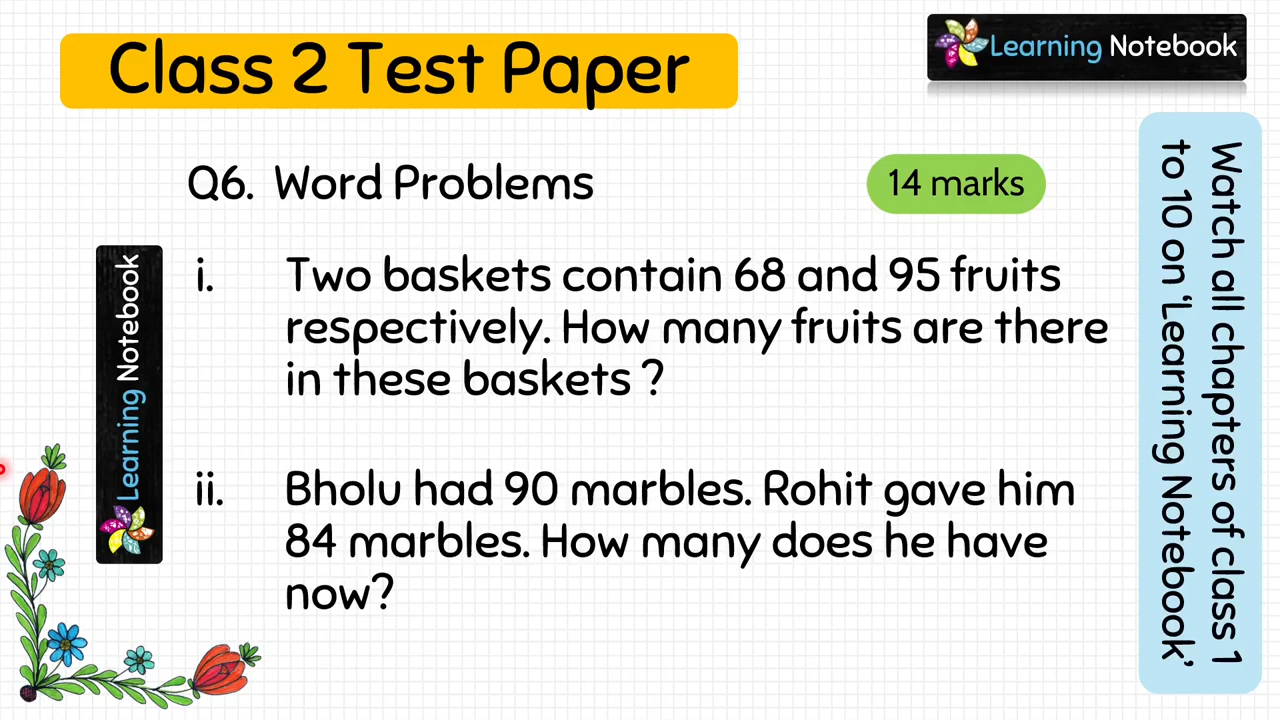 Class 2 Test Paper
Learning Notebook
Q6. Word Problems
14 marks
i. Two baskets contain 68 and 95 fruits
respectively. How many fruits are there
in these baskets ?
ii. Bholu had 90 marbles. Rohit gave him
84 marbles. How many does he have
now?
Learning Notebook
Watch all chapters of class 1
to 10 on ‘Learning Notebook’